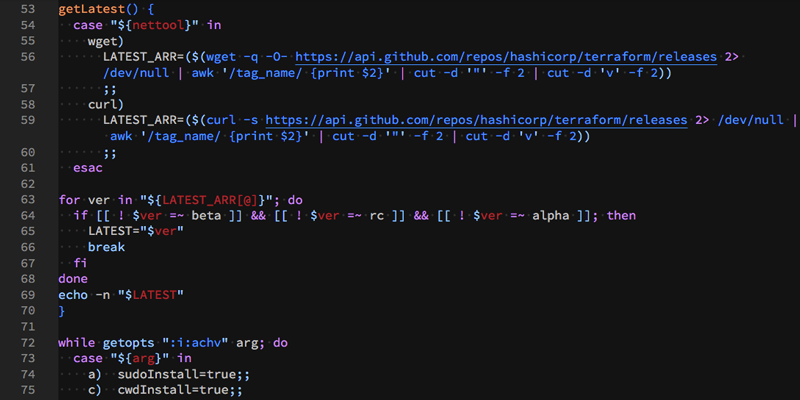 53 getLatest() {
54   case "${nettool}" in
55     wget)
56       LATEST_ARR=($(wget -q -O- https://api.github.com/repos/hashicorp/terraform/releases 2>
      /dev/null | awk '/tag_name/ {print $2}' | cut -d '"' -f 2 | cut -d 'v' -f 2))
57       ;;
58     curl)
59       LATEST_ARR=($(curl -s https://api.github.com/repos/hashicorp/terraform/releases 2> /dev/null |
       awk '/tag_name/ {print $2}' | cut -d '"' -f 2 | cut -d 'v' -f 2))
60       ;;
61   esac
62
63 for ver in "${LATEST_ARR[@]}"; do
64   if [[ ! $ver =~ beta ]] && [[ ! $ver =~ rc ]] && [[ ! $ver =~ alpha ]]; then
65     LATEST="$ver"
66     break
67   fi
68 done
69 echo -n "$LATEST"
70 }
71
72 while getopts ":i:achv" arg; do
73   case "${arg}" in
74     a)  sudoInstall=true;;
75     c)  cwdInstall=true;;